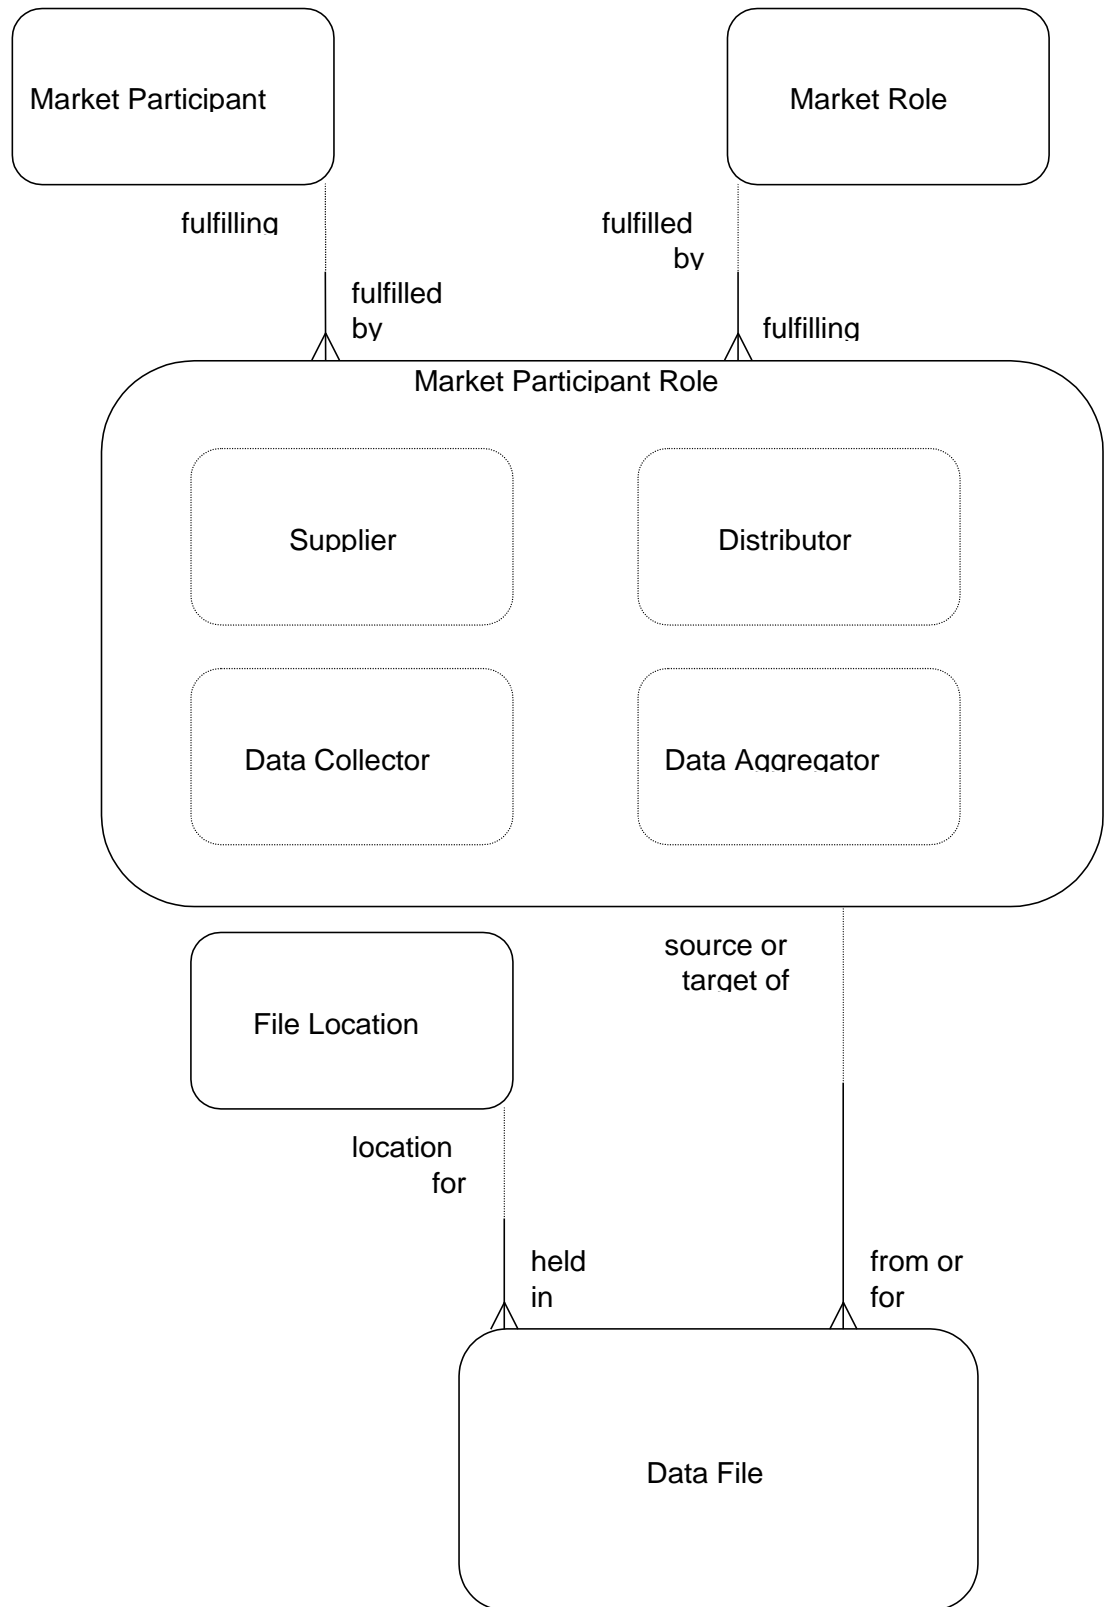 Market Participant
Market Role
fulfilling
fulfilled
by
fulfilled
by
fulfilling
Market Participant Role
Supplier
Distributor
Data Collector
Data Aggregator
source or
target of
File Location
location
for
held
in
from or
for
Data File